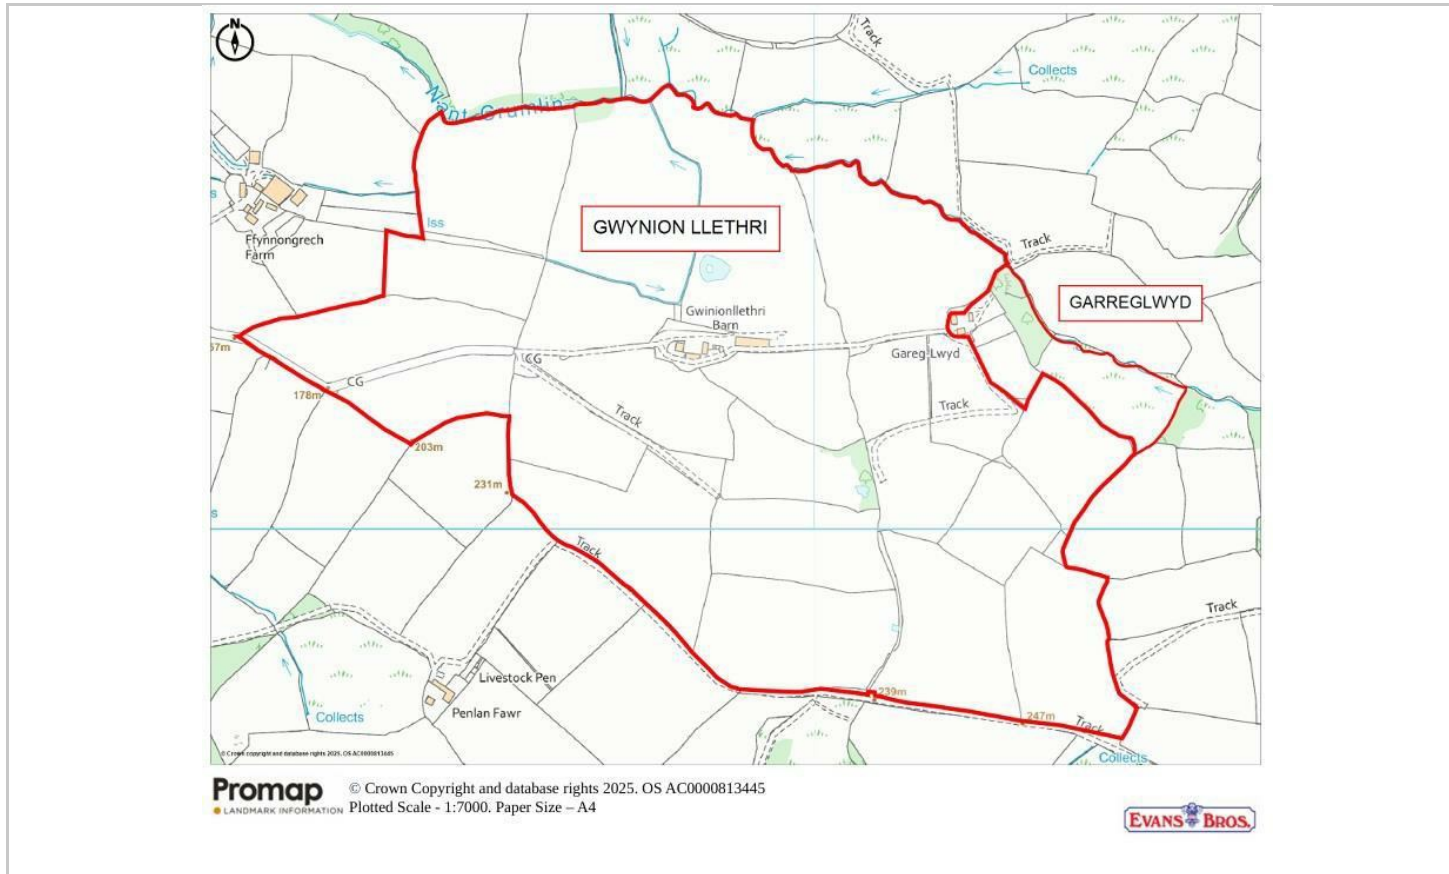 N
Track
Collects
Nant Crumlin
Iss
s
GWYNION LLETHRI
Ffynnongrech
Farm
Track
GARREGLWYD
Gwinionllethri
Barn
57m
Gareg-Lwyd
CG
CG
178m
Track
Track
203m
231m
s
Track
Track
Livestock Pen
Penlan Fawr
239m
Collects
247m
Track
Collects
© Crown copyright and database rights 2025. OS AC0000813445
Promap
LANDMARK INFORMATION
© Crown Copyright and database rights 2025. OS AC0000813445
Plotted Scale - 1:7000. Paper Size – A4
EVANS BROS.